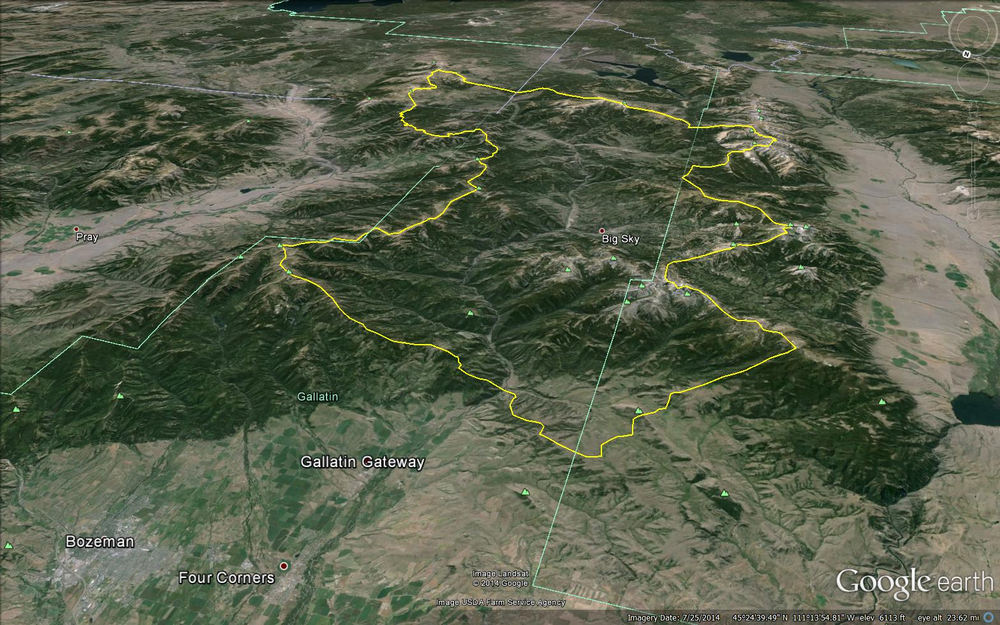 N
Pray
Big Sky
Gallatin
Gallatin Gateway
Bozeman
Four Corners
Image Landsat
© 2014 Google
Image USDA Farm Service Agency
Google earth
Imagery Date: 7/25/2014 45°24'39.49" N 111°13'54.81" W elev 6113 ft eye alt 23.62 mi